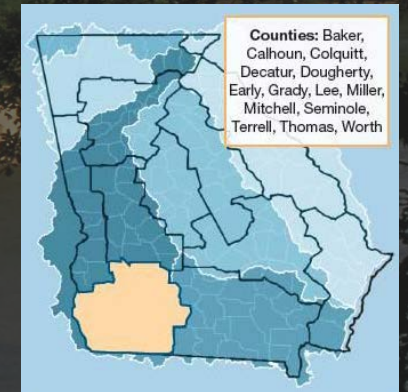 Counties: Baker,
Calhoun, Colquitt,
Decatur, Dougherty,
Early, Grady, Lee, Miller,
Mitchell, Seminole,
Terrell, Thomas, Worth